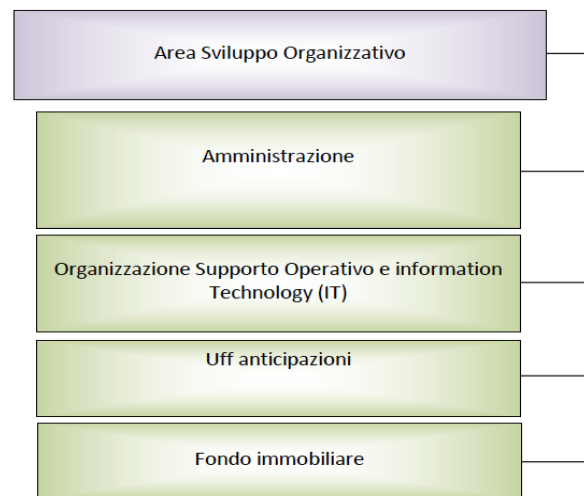 Area Sviluppo Organizzativo
Amministrazione
Organizzazione Supporto Operativo e information
Technology (IT)
Uff anticipazioni
Fondo immobiliare